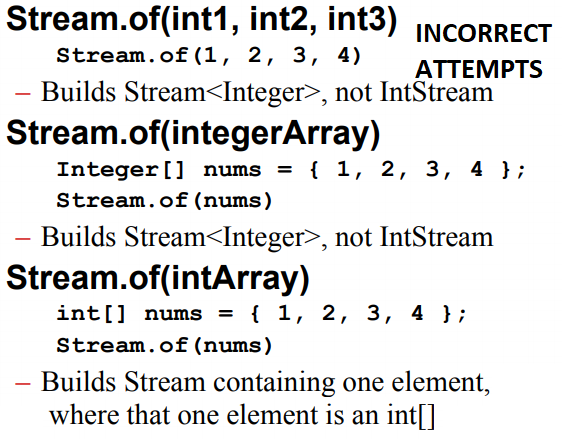 Stream.of(int1, int2, int3)
INCORRECT
ATTEMPTS
Stream.of(1, 2, 3, 4)
– Builds Stream<Integer>, not IntStream
Stream.of(integerArray)
Integer[] nums = { 1, 2, 3, 4 };
Stream.of(nums)
– Builds Stream<Integer>, not IntStream
Stream.of(intArray)
int[] nums = { 1, 2, 3, 4 };
Stream.of(nums)
– Builds Stream containing one element,
where that one element is an int[]